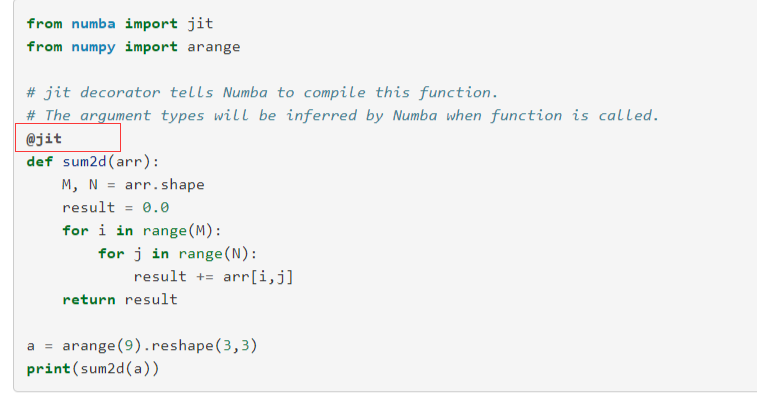 from numba import jit
from numpy import arange
# jit decorator tells Numba to compile this function.
# The argument types will be inferred by Numba when function is called.
@jit
def sum2d(arr):
    M, N = arr.shape
    result = 0.0
    for i in range(M):
        for j in range(N):
            result += arr[i,j]
    return result
a = arange(9).reshape(3,3)
print(sum2d(a))